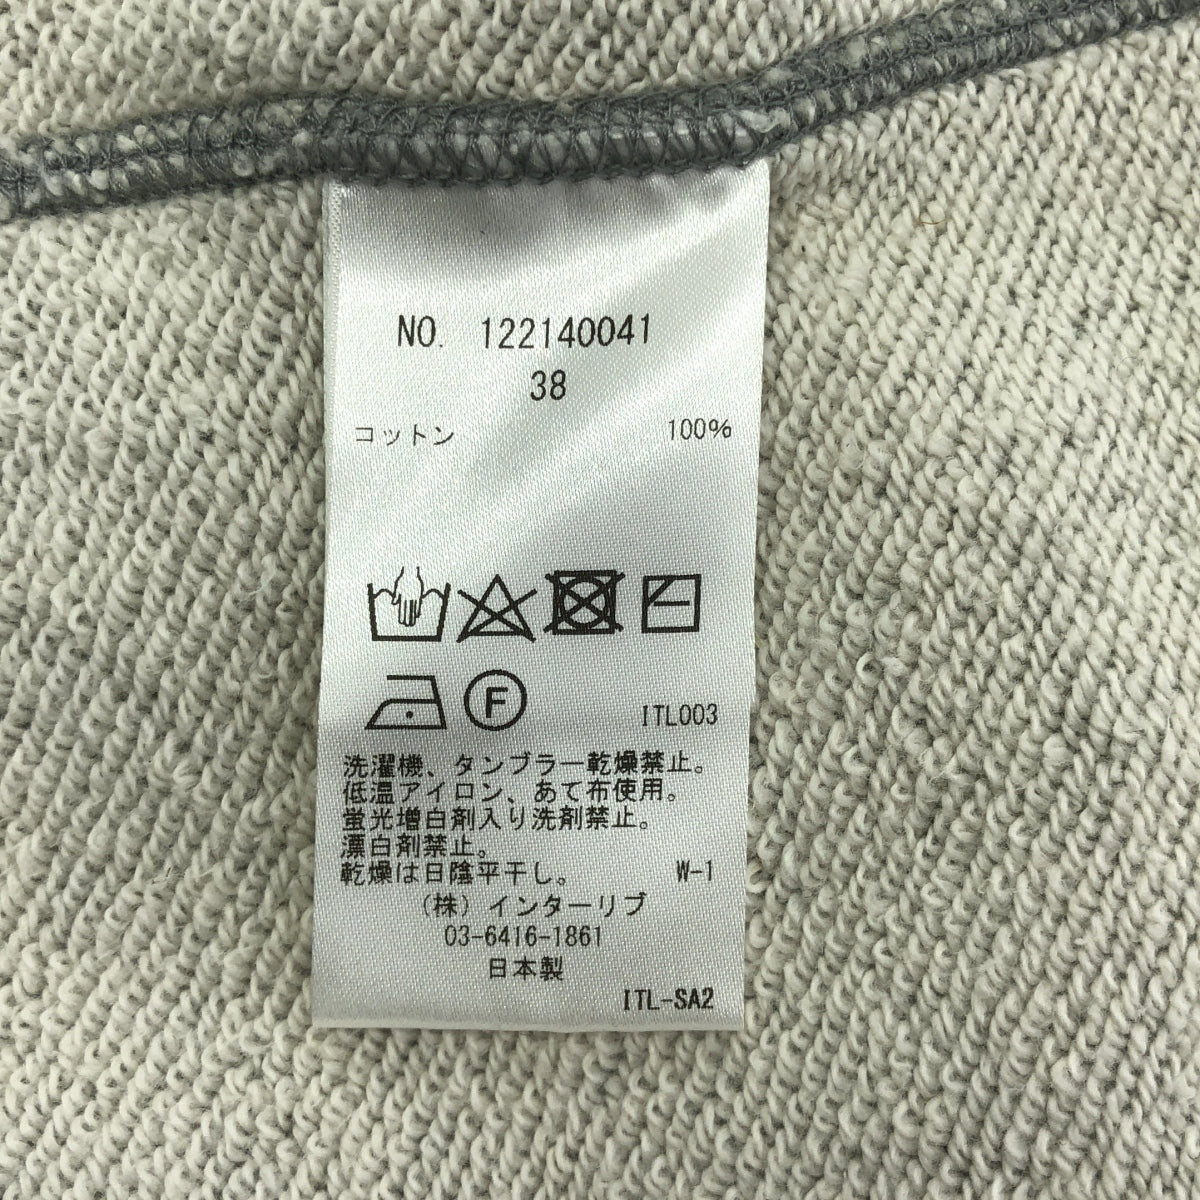 NO. 122140041
38
コットン 100%
F
ITL003
洗濯機、タンブラー乾燥禁止。
低温アイロン、あて布使用。
蛍光増白剤入り洗剤禁止。
漂白剤禁止。
乾燥は日陰平干し。 W-1
(株)インターリブ
03-6416-1861
日本製
ITL-SA2